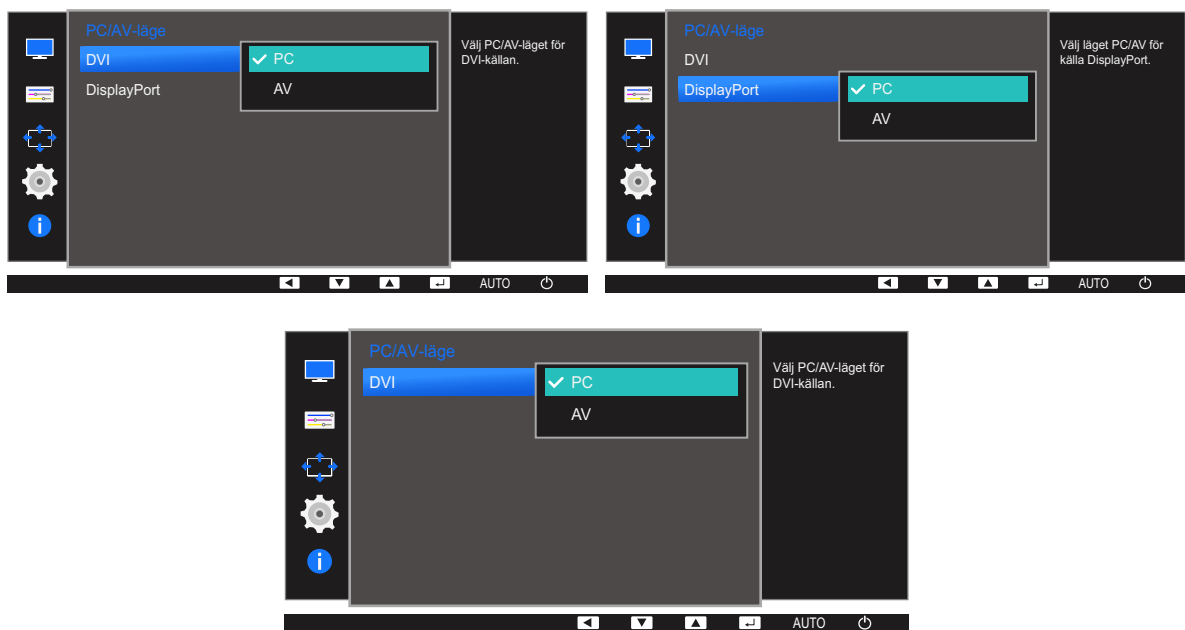 PC/AV-läge
DVI
PC
DisplayPort
AV
Välj PC/AV-läget för
DVI-källan.
AUTO
PC/AV-läge
DVI
DisplayPort
PC
AV
Välj läget PC/AV för
källa DisplayPort.
AUTO
PC/AV-läge
DVI
PC
AV
Välj PC/AV-läget för
DVI-källan.
AUTO